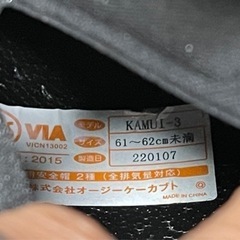 VIA
VICN13002
: 2015
モデル KAMUI-3
サイズ 61～62cm未満
製造日 220107
用安全帽 2種 (全排気量対応)
株式会社オージーケーカブト
MADE IN CHINA